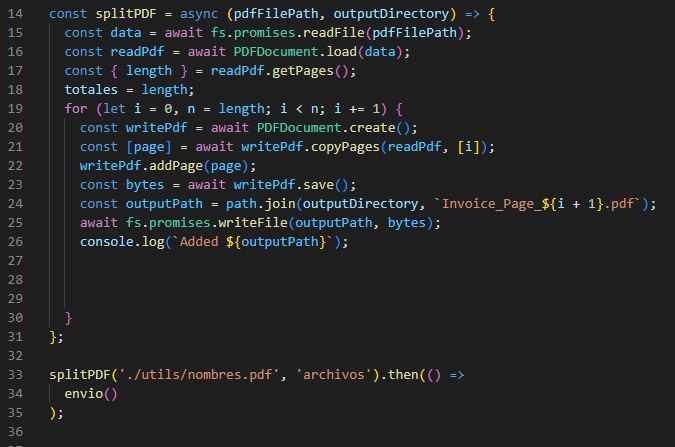 14 const splitPDF = async (pdfFilePath, outputDirectory) => {
15   const data = await fs.promises.readFile(pdfFilePath);
16   const readPdf = await PDFDocument.load(data);
17   const { length } = readPdf.getPages();
18   totales = length;
19   for (let i = 0, n = length; i < n; i += 1) {
20     const writePdf = await PDFDocument.create();
21     const [page] = await writePdf.copyPages(readPdf, [i]);
22     writePdf.addPage(page);
23     const bytes = await writePdf.save();
24     const outputPath = path.join(outputDirectory, `Invoice_Page_${i + 1}.pdf`);
25     await fs.promises.writeFile(outputPath, bytes);
26     console.log(`Added ${outputPath}`);
27
28
29
30   }
31 };
32
33 splitPDF('./utils/nombres.pdf', 'archivos').then(() =>
34   envio()
35 );
36